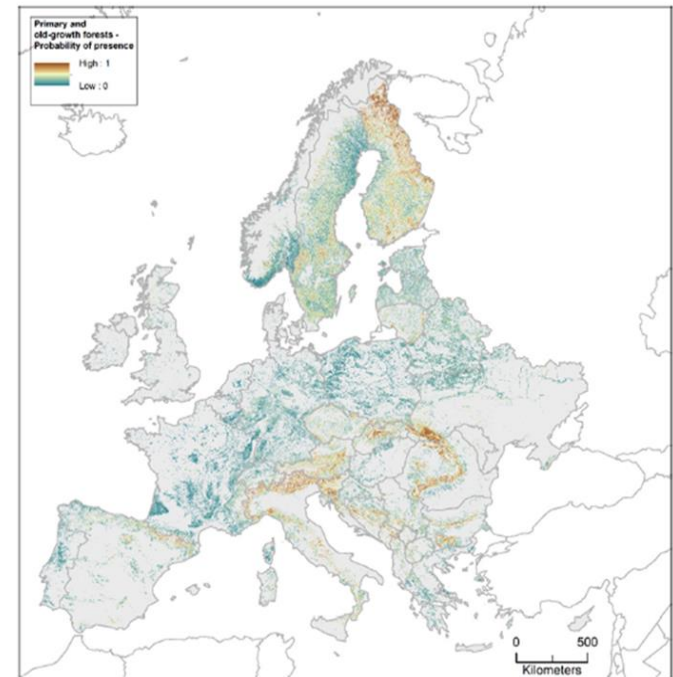 Primary and
old-growth forests -
Probability of presence
High : 1
Low : 0
0 500
Kilometers